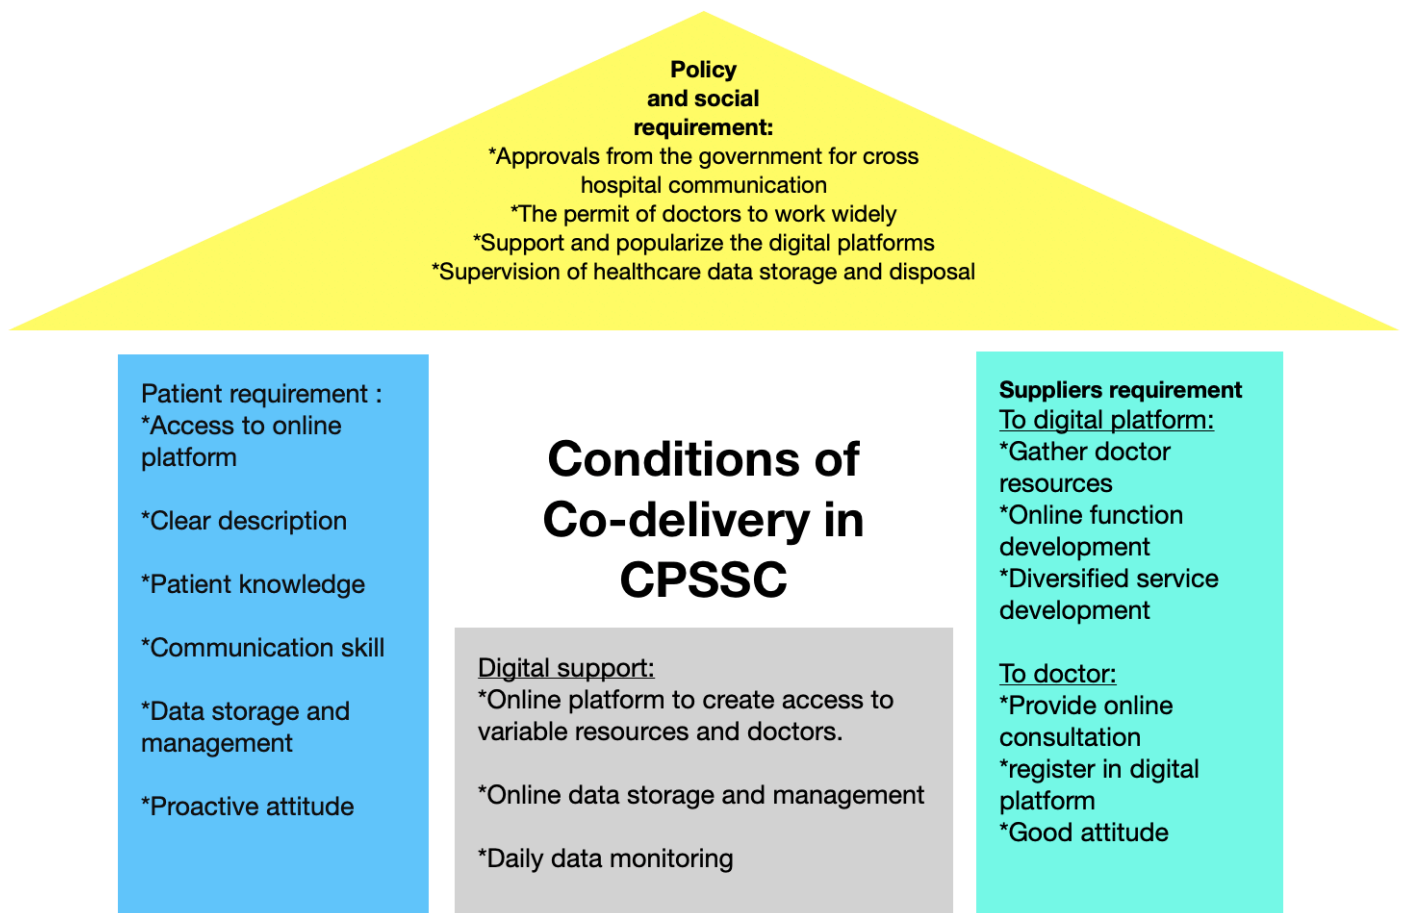 Policy
and social
requirement:
*Approvals from the government for cross
hospital communication
*The permit of doctors to work widely
*Support and popularize the digital platforms
*Supervision of healthcare data storage and disposal
Patient requirement :
*Access to online
platform
*Clear description
*Patient knowledge
*Communication skill
*Data storage and
management
*Proactive attitude
Conditions of
Co-delivery in
CPSSC
Digital support:
*Online platform to create access to
variable resources and doctors.
*Online data storage and management
*Daily data monitoring
Suppliers requirement
To digital platform:
*Gather doctor
resources
*Online function
development
*Diversified service
development
To doctor:
*Provide online
consultation
*register in digital
platform
*Good attitude